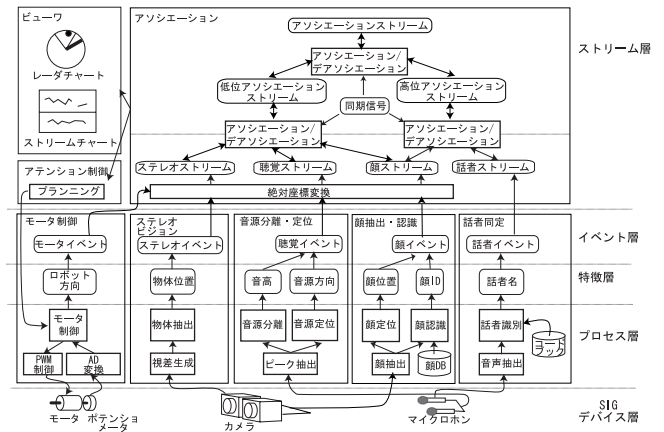 ビューワ
レーダチャート
ストリームチャート
アテンション制御
プランニング
アソシエーション
アソシエーションストリーム
アソシエーション/
デアソシエーション
低位アソシエーション
ストリーム
高位アソシエーション
ストリーム
同期信号
アソシエーション/
デアソシエーション
アソシエーション/
デアソシエーション
ステレオストリーム
聴覚ストリーム
顔ストリーム
話者ストリーム
絶対座標変換
ストリーム層
モータ制御
モータイベント
ロボット
方向
モータ
制御
PWM
制御
AD
変換
モータ
ポテンショ
メータ
ステレオ
ビジョン
ステレオイベント
物体位置
物体抽出
視差生成
音源分離・定位
聴覚イベント
音高
音源方向
音源分離
音源定位
ピーク抽出
顔抽出・認識
顔イベント
顔位置
顔ID
顔定位
顔認識
顔抽出
顔DB
話者同定
話者イベント
話者名
話者識別
音声抽出
カメラ
マイクロホン
イベント層
特徴層
プロセス層
SIG
デバイス層